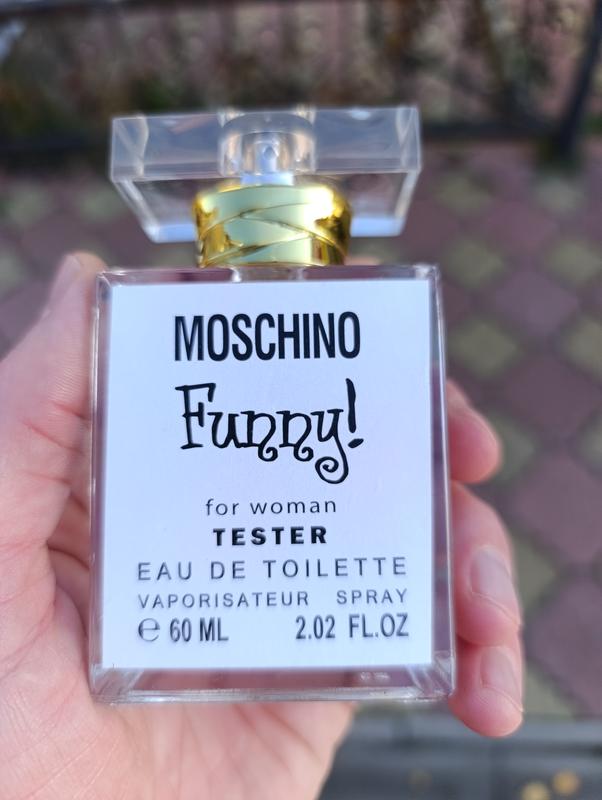 MOSCHINO
Funny!
for woman
TESTER
EAU DE TOILETTE
VAPORISATEUR SPRAY
℮ 60 ML 2.02 FL.OZ